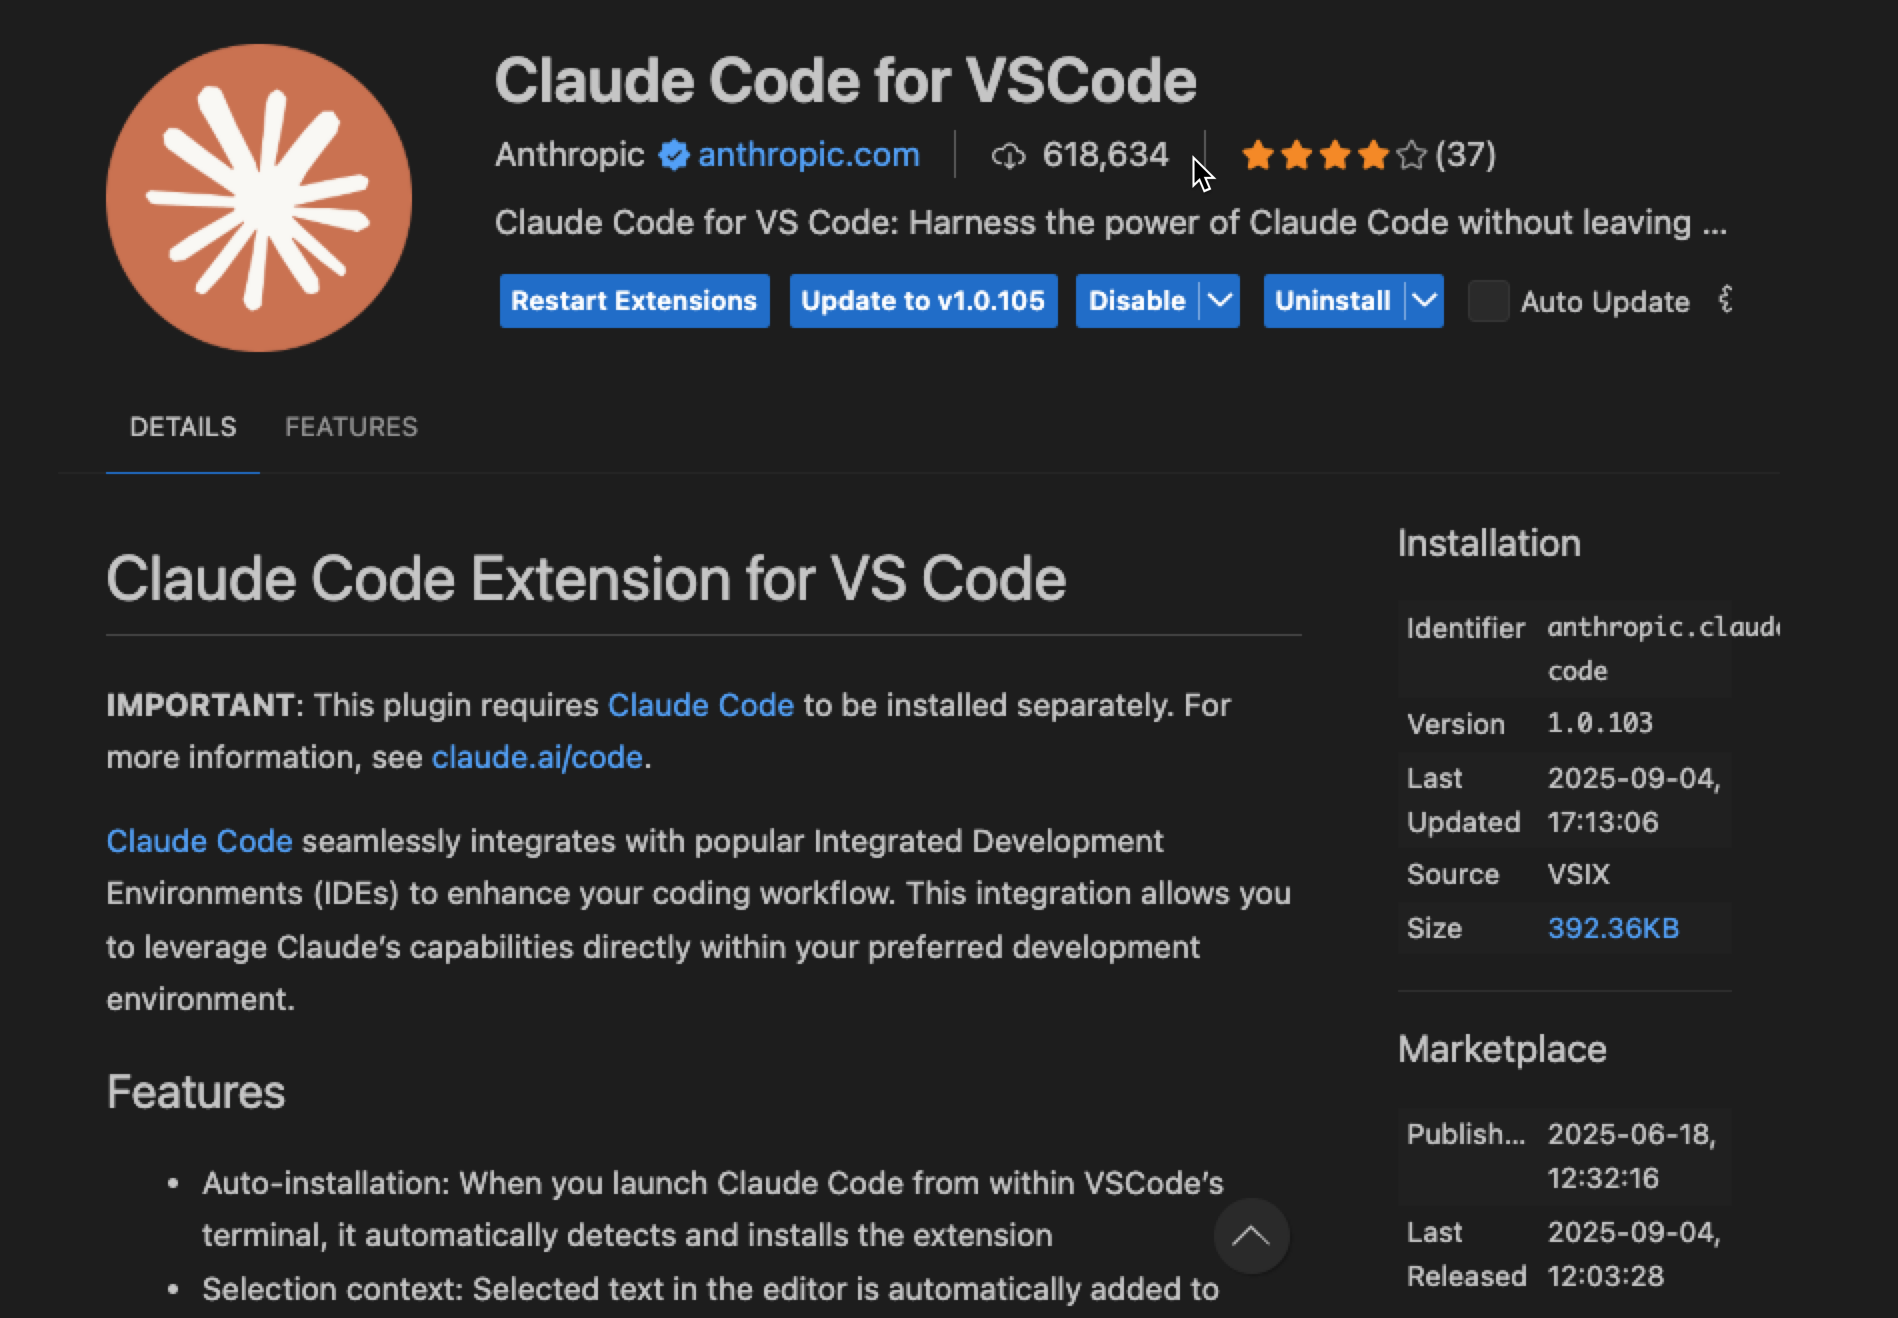 Claude Code for VSCode
Anthropic anthropic.com 618,634 (37)
Claude Code for VS Code: Harness the power of Claude Code without leaving ...
Restart Extensions Update to v1.0.105 Disable Uninstall Auto Update
DETAILS FEATURES
Claude Code Extension for VS Code
IMPORTANT: This plugin requires Claude Code to be installed separately. For
more information, see claude.ai/code.
Claude Code seamlessly integrates with popular Integrated Development
Environments (IDEs) to enhance your coding workflow. This integration allows you
to leverage Claude’s capabilities directly within your preferred development
environment.
Features
• Auto-installation: When you launch Claude Code from within VSCode’s
terminal, it automatically detects and installs the extension
• Selection context: Selected text in the editor is automatically added to
Installation
Identifier anthropic.claude
code
Version 1.0.103
Last 2025-09-04,
Updated 17:13:06
Source VSIX
Size 392.36KB
Marketplace
Publish... 2025-06-18,
12:32:16
Last 2025-09-04,
Released 12:03:28